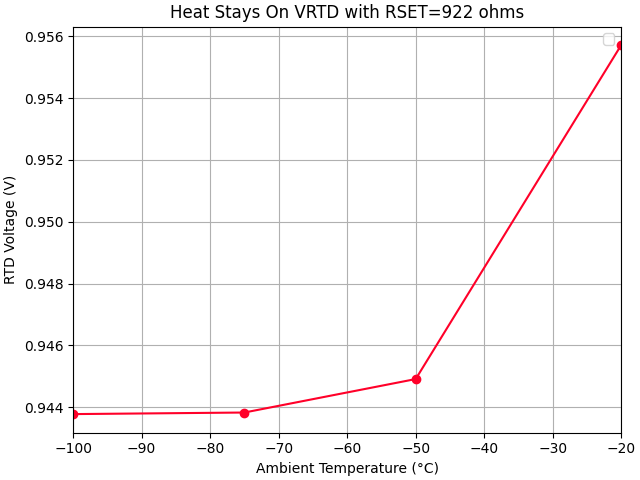 Heat Stays On VRTD with RSET=922 ohms
0.956
0.954
0.952
0.950
0.948
0.946
0.944
RTD Voltage (V)
−100 −90 −80 −70 −60 −50 −40 −30 −20
Ambient Temperature (°C)